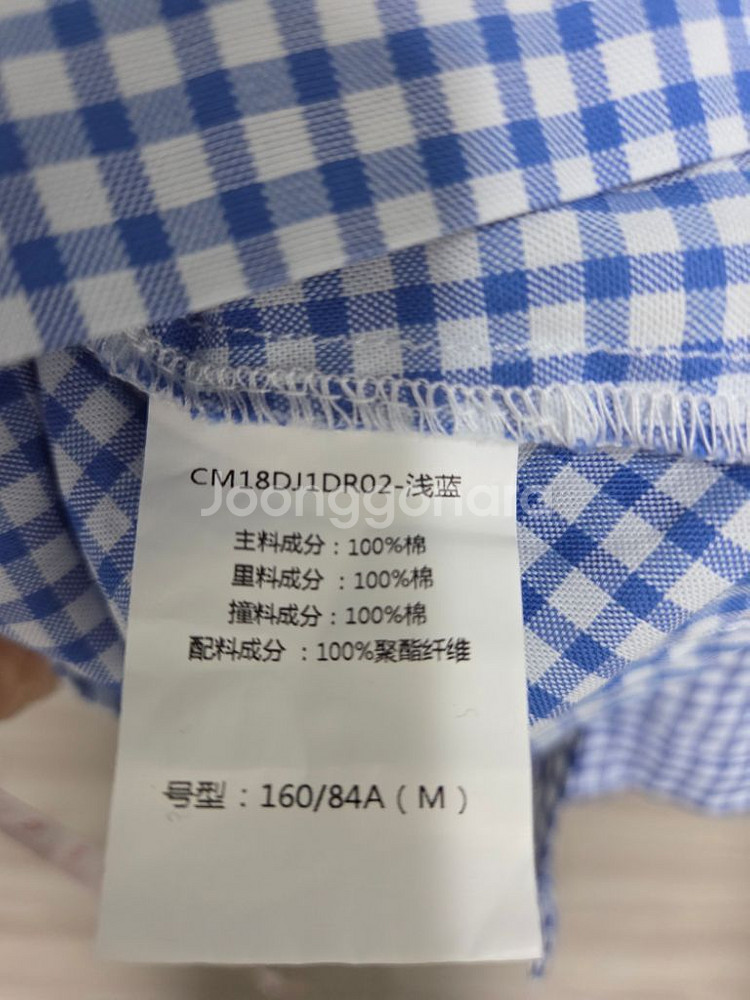 CM18DJ1DR02-浅蓝
Joonggonara
主料成分：100%棉
里料成分 ：100%棉
撞料成分：100%棉
配料成分 ：100%聚酯纤维
号型：160/84A（M）